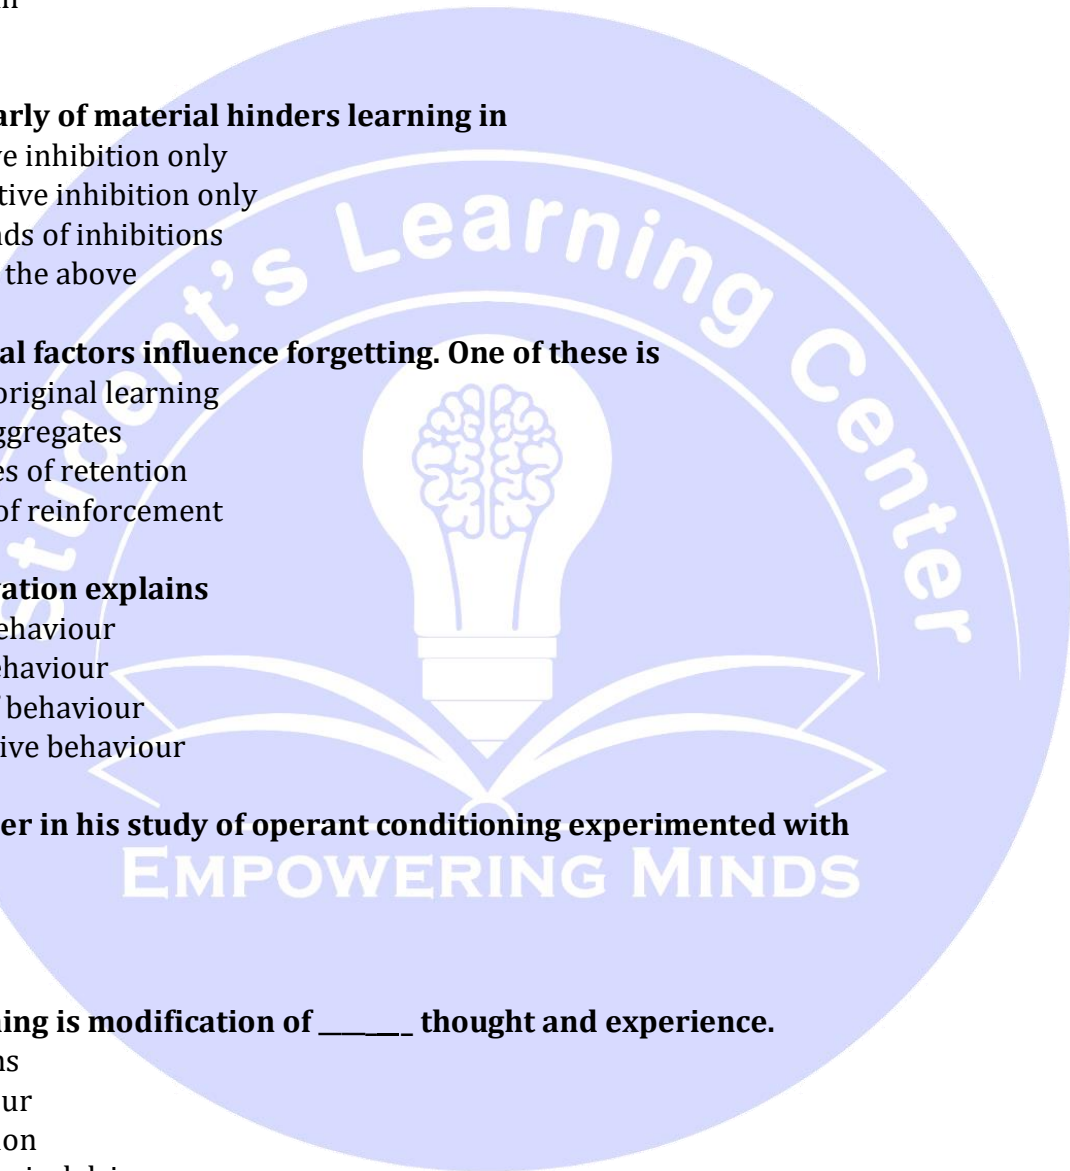 arly of material hinders learning in
e inhibition only
tive inhibition only
ds of inhibitions
the above
al factors influence forgetting. One of these is
original learning
ggregates
es of retention
of reinforcement
ation explains
ehaviour
ehaviour
behaviour
ive behaviour
er in his study of operant conditioning experimented with
ing is modification of ________ thought and experience.
ns
ur
on
Student's Learning Center
EMPOWERING MINDS